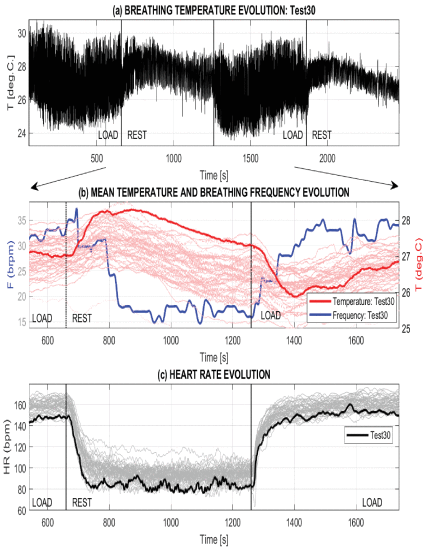 (a) BREATHING TEMPERATURE EVOLUTION: Test30
T [deg.C.]
30
28
26
24
LOAD
REST
LOAD
REST
500
1000
1500
2000
Time [s]
(b) MEAN TEMPERATURE AND BREATHING FREQUENCY EVOLUTION
F (brpm)
35
30
25
20
15
T (deg.C)
28
27
26
25
LOAD
REST
LOAD
Temperature: Test30
Frequency: Test30
600
800
1000
1200
1400
1600
Time [s]
(c) HEART RATE EVOLUTION
HR (bpm)
160
140
120
100
80
60
Test30
LOAD
REST
LOAD
600
800
1000
1200
1400
1600
Time [s]